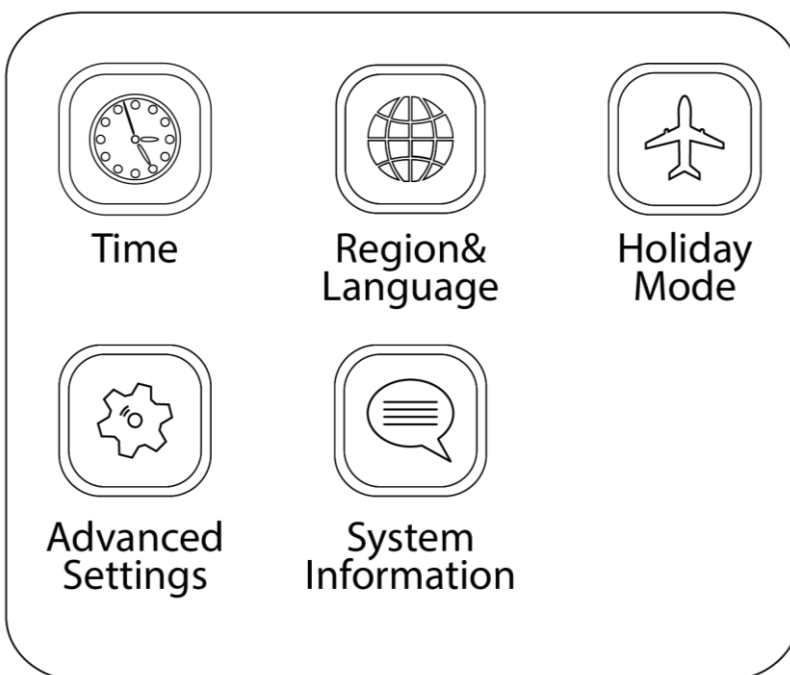 Time
Region&
Language
Holiday
Mode
Advanced
Settings
System
Information